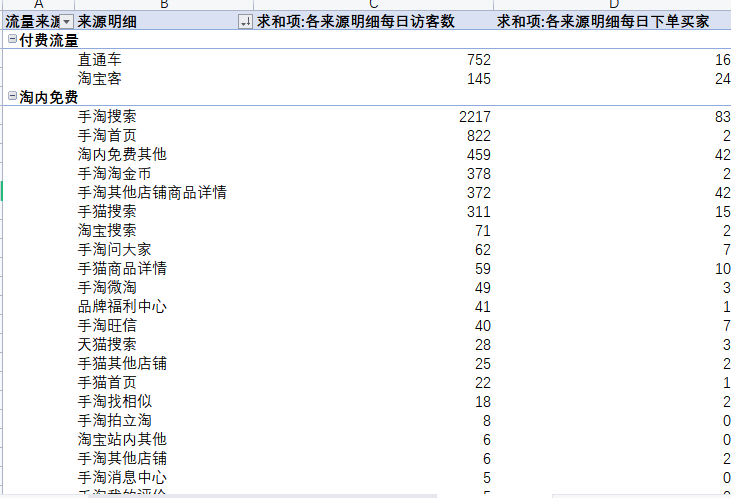 A B C D
流量来源 来源明细 求和项:各来源明细每日访客数 求和项:各来源明细每日下单买家
付费流量
直通车 752 16
淘宝客 145 24
淘内免费
手淘搜索 2217 83
手淘首页 822 2
淘内免费其他 459 42
手淘淘金币 378 2
手淘其他店铺商品详情 372 42
手猫搜索 311 15
淘宝搜索 71 2
手淘问大家 62 7
手猫商品详情 59 10
手淘微淘 49 3
品牌福利中心 41 1
手淘旺信 40 7
天猫搜索 28 3
手猫其他店铺 25 2
手猫首页 22 1
手淘找相似 18 2
手淘拍立淘 8 0
淘宝站内其他 6 0
手淘其他店铺 6 2
手淘消息中心 5 0
手淘我的评价 5